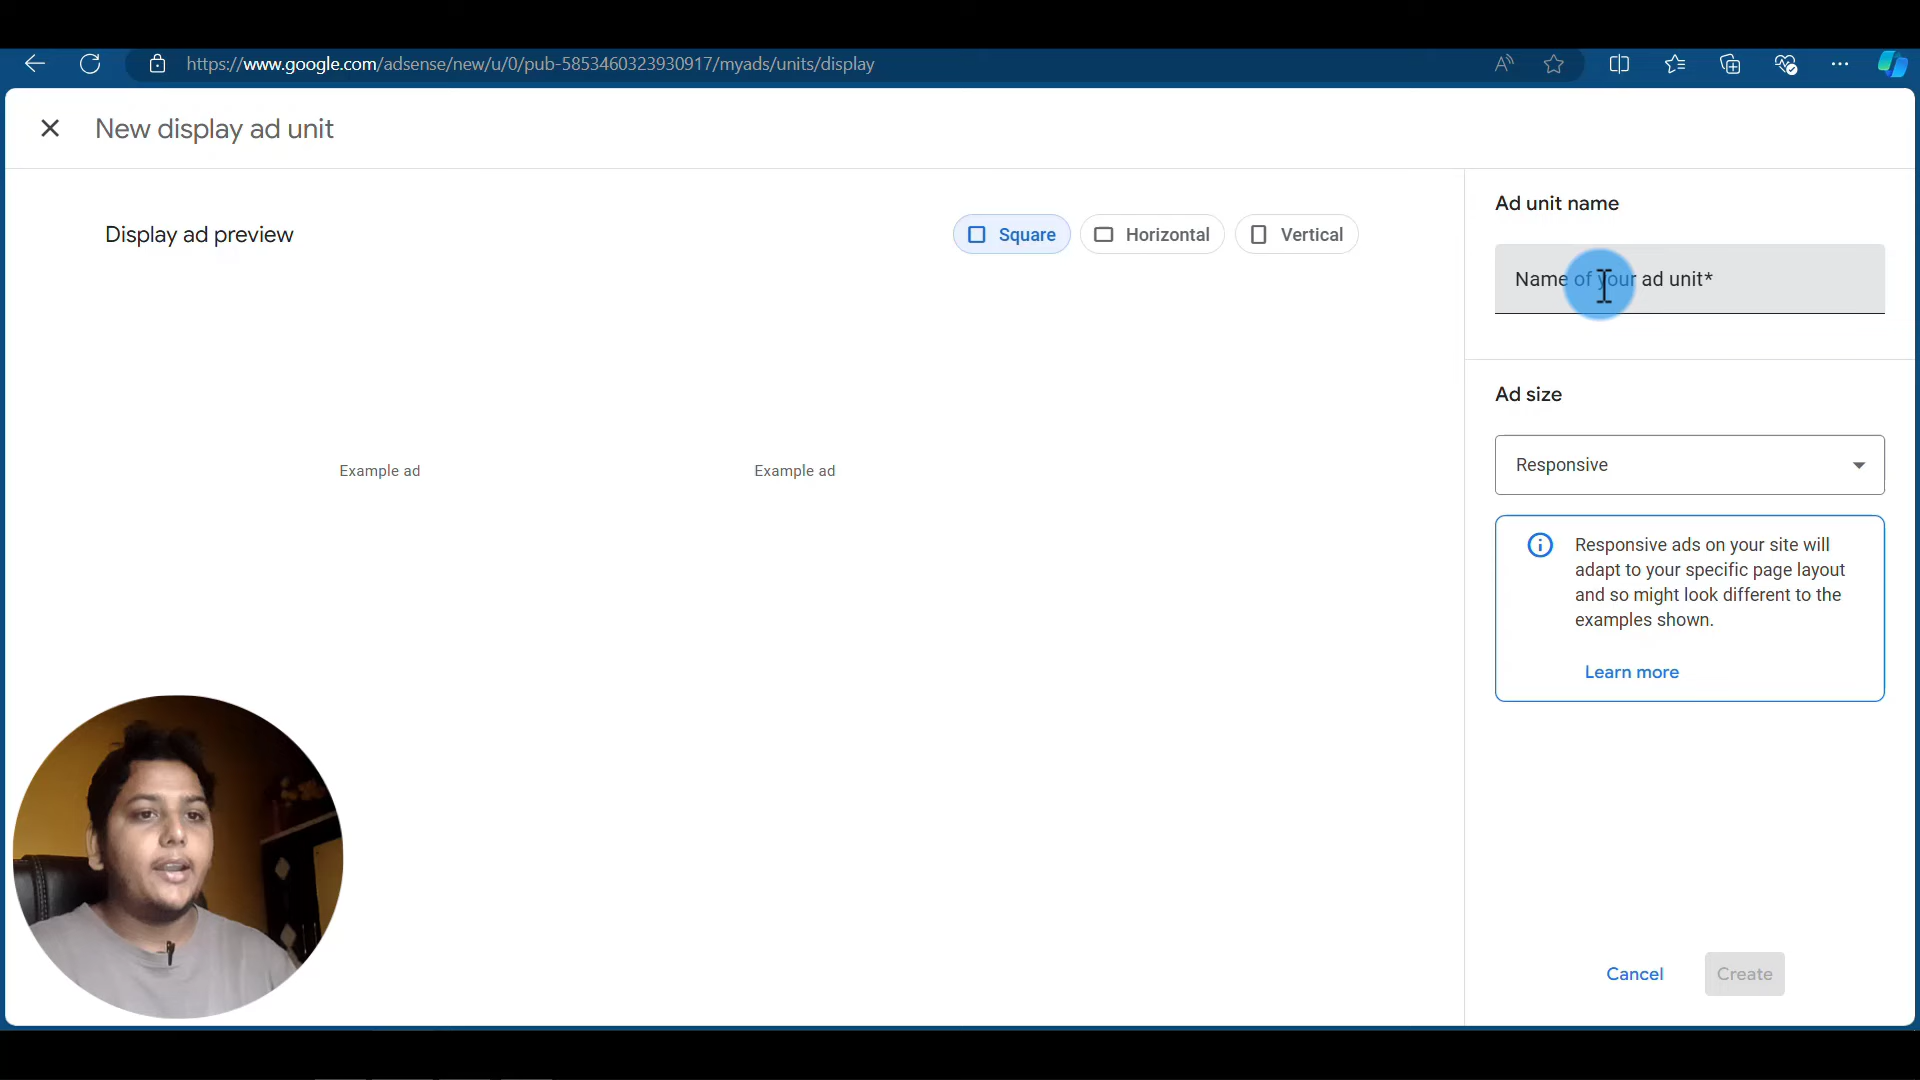 https://www.google.com/adsense/new/u/0/pub-5853460323930917/myads/units/display
New display ad unit
Display ad preview
Square
Horizontal
Vertical
Example ad
Example ad
Ad unit name
Name of your ad unit*
Ad size
Responsive
Responsive ads on your site will
adapt to your specific page layout
and so might look different to the
examples shown.
Learn more
Cancel
Create